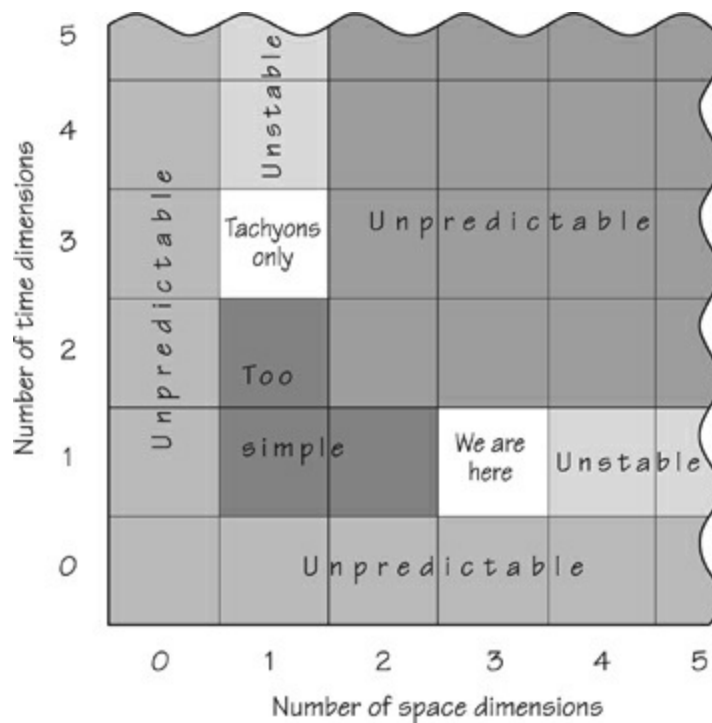 5
4
3
2
1
0
Number of time dimensions
Unpredictable
Unstable
Tachyons
only
Unpredictable
Too
simple
We are
here
Unstable
Unpredictable
0 1 2 3 4 5
Number of space dimensions